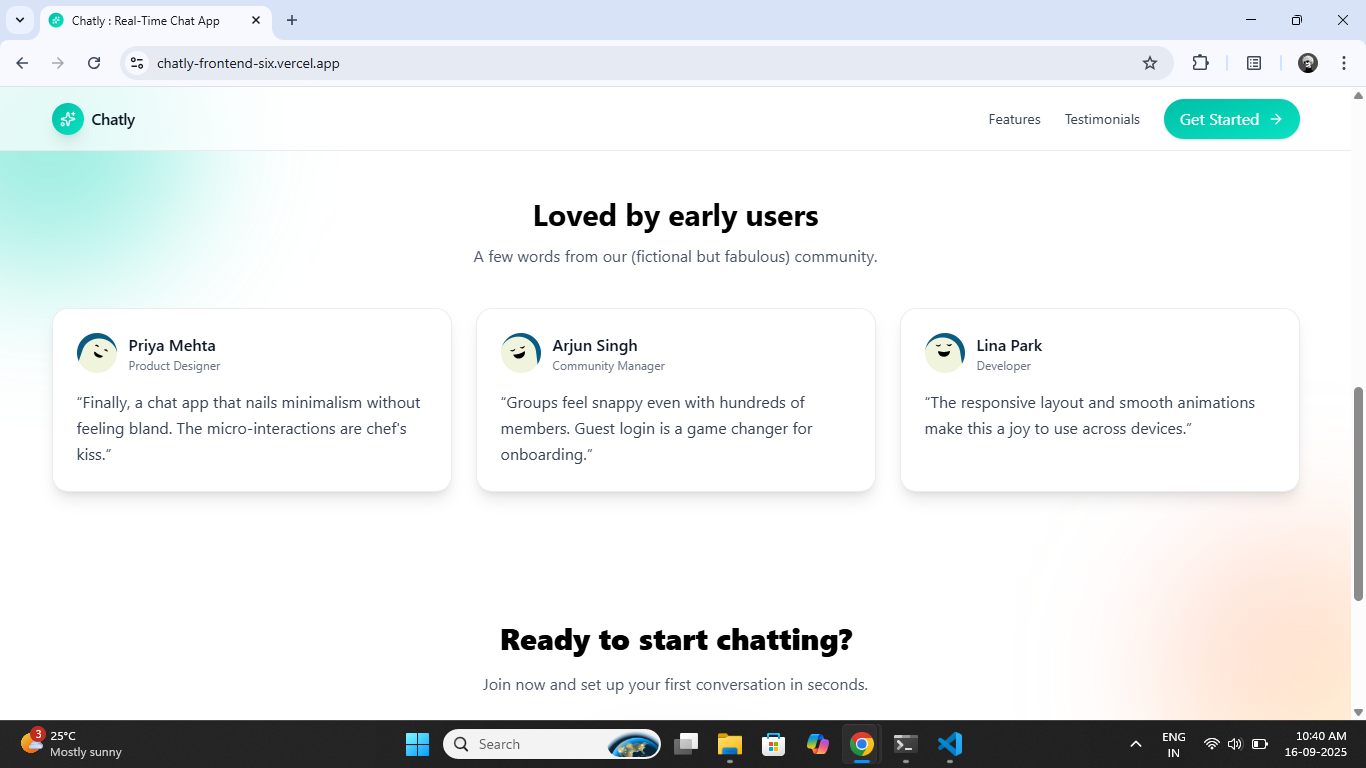 Chatly : Real-Time Chat App
chatly-frontend-six.vercel.app
Chatly
Features
Testimonials
Get Started
Loved by early users
A few words from our (fictional but fabulous) community.
Priya Mehta
Product Designer
“Finally, a chat app that nails minimalism without
feeling bland. The micro-interactions are chef's
kiss.”
Arjun Singh
Community Manager
“Groups feel snappy even with hundreds of
members. Guest login is a game changer for
onboarding.”
Lina Park
Developer
“The responsive layout and smooth animations
make this a joy to use across devices.”
Ready to start chatting?
Join now and set up your first conversation in seconds.
3
25°C
Mostly sunny
Search
ENG
IN
10:40 AM
16-09-2025